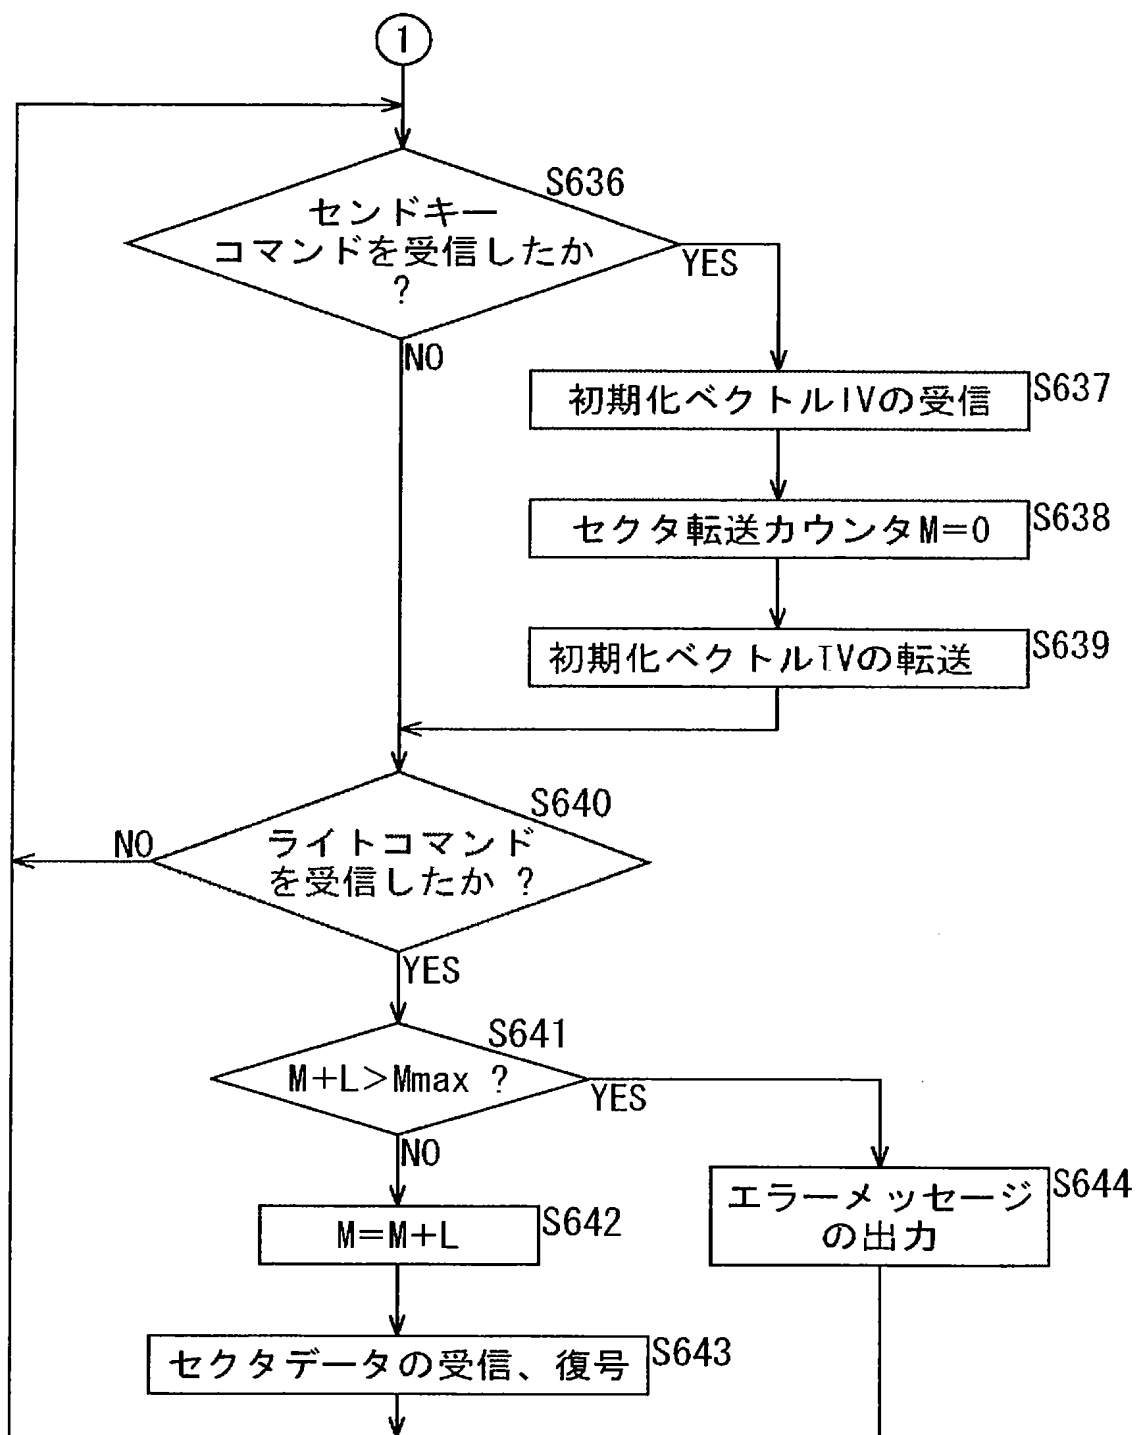 1
S636
センドキー
コマンドを受信したか
?
YES
NO
初期化ベクトルIVの受信
S637
セクタ転送カウンタM=0
S638
初期化ベクトルIVの転送
S639
S640
ライトコマンド
を受信したか ?
NO
YES
S641
M+L>Mmax ?
YES
NO
M=M+L
S642
エラーメッセージ
の出力
S644
セクタデータの受信、復号
S643